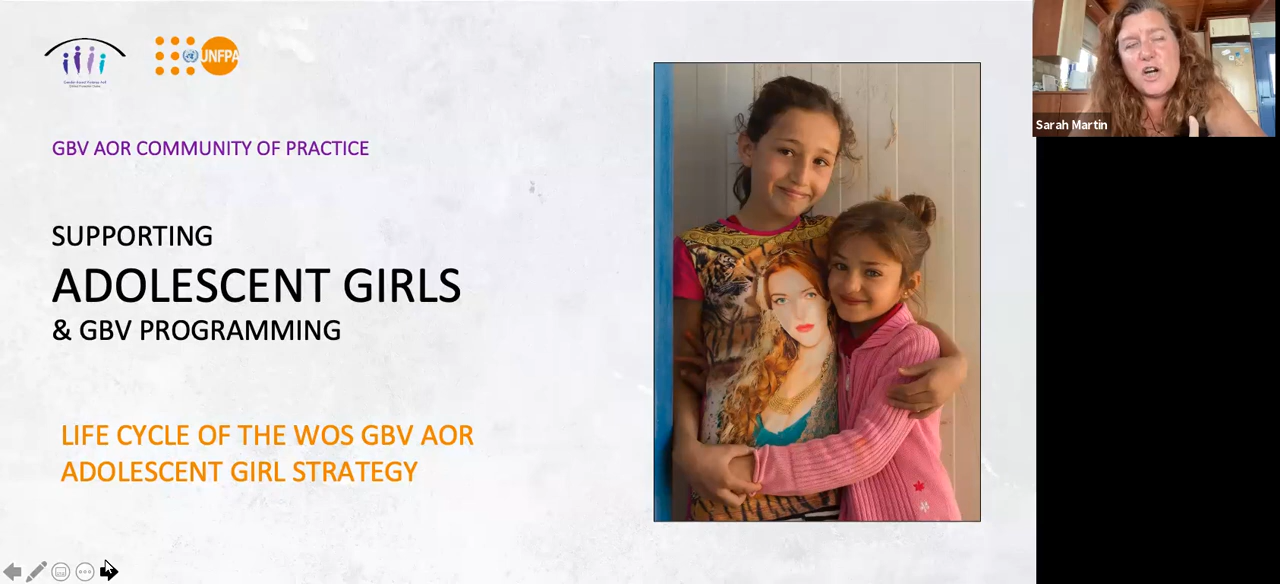 UNFPA
GBV AOR COMMUNITY OF PRACTICE
SUPPORTING
ADOLESCENT GIRLS
& GBV PROGRAMMING
LIFE CYCLE OF THE WOS GBV AOR
ADOLESCENT GIRL STRATEGY
Sarah Martin